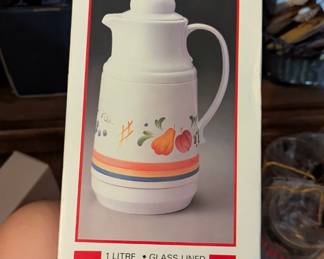 1 LITRE • GLASS LINED